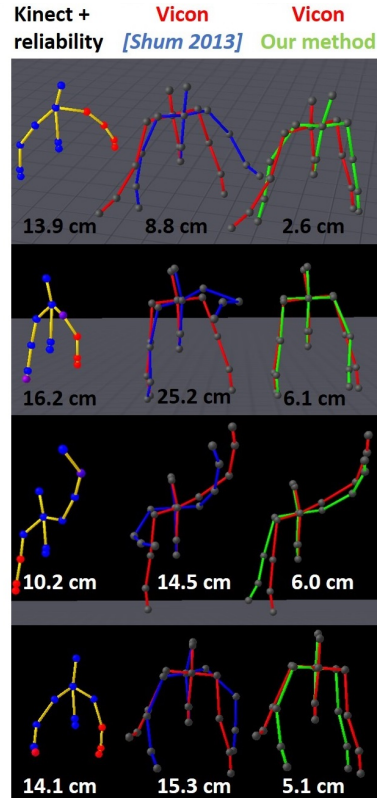 Kinect + Vicon Vicon
reliability [Shum 2013] Our method
13.9 cm 8.8 cm 2.6 cm
16.2 cm 25.2 cm 6.1 cm
10.2 cm 14.5 cm 6.0 cm
14.1 cm 15.3 cm 5.1 cm